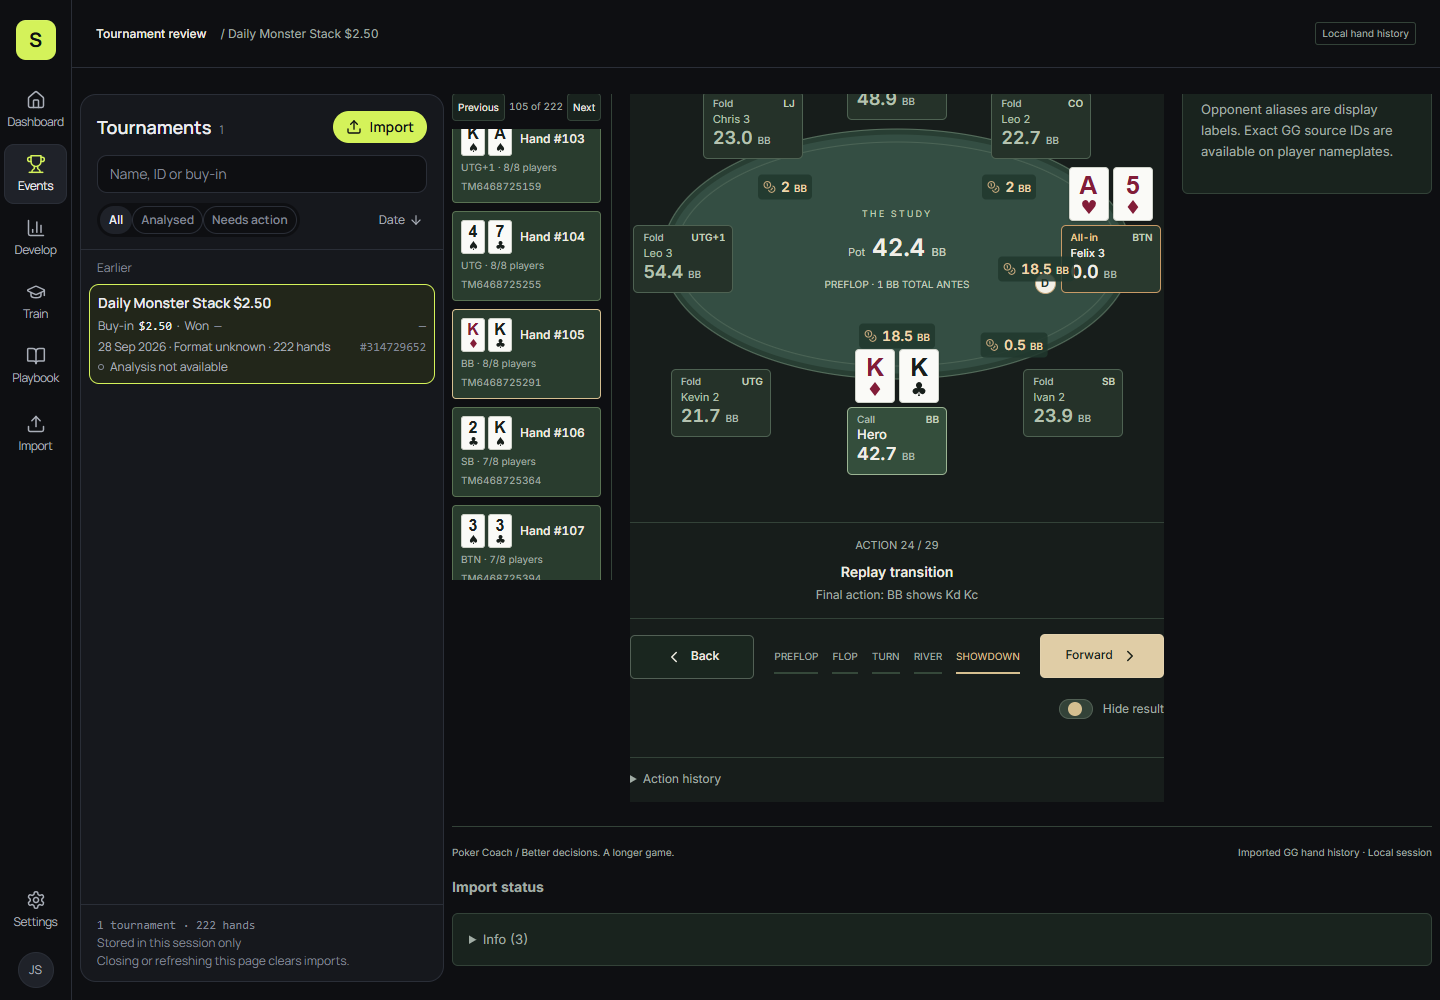 S
Dashboard
Events
Develop
Train
Playbook
Import
Settings
JS
Tournament review / Daily Monster Stack $2.50
Local hand history
Tournaments 1
Import
Name, ID or buy-in
All
Analysed
Needs action
Date
Earlier
Daily Monster Stack $2.50
Buy-in $2.50 · Won —
—
28 Sep 2026 · Format unknown · 222 hands
#314729652
Analysis not available
1 tournament · 222 hands
Stored in this session only
Closing or refreshing this page clears imports.
Previous
105 of 222
Next
K A
Hand #103
UTG+1 · 8/8 players
TM6468725159
4 7
Hand #104
UTG · 8/8 players
TM6468725255
K K
Hand #105
BB · 8/8 players
TM6468725291
2 K
Hand #106
SB · 7/8 players
TM6468725364
3 3
Hand #107
BTN · 7/8 players
TM6468725394
Fold LJ
Chris 3
23.0 BB
48.9 BB
Fold CO
Leo 2
22.7 BB
2 BB
2 BB
A 5
THE STUDY
Pot 42.4 BB
PREFLOP · 1 BB TOTAL ANTES
Fold UTG+1
Leo 3
54.4 BB
All-in BTN
Felix 3
0.0 BB
18.5 BB
D
18.5 BB
0.5 BB
K K
Fold UTG
Kevin 2
21.7 BB
Call BB
Hero
42.7 BB
Fold SB
Ivan 2
23.9 BB
ACTION 24 / 29
Replay transition
Final action: BB shows Kd Kc
Back
PREFLOP
FLOP
TURN
RIVER
SHOWDOWN
Forward
Hide result
Action history
Opponent aliases are display
labels. Exact GG source IDs are
available on player nameplates.
Poker Coach / Better decisions. A longer game.
Imported GG hand history · Local session
Import status
Info (3)